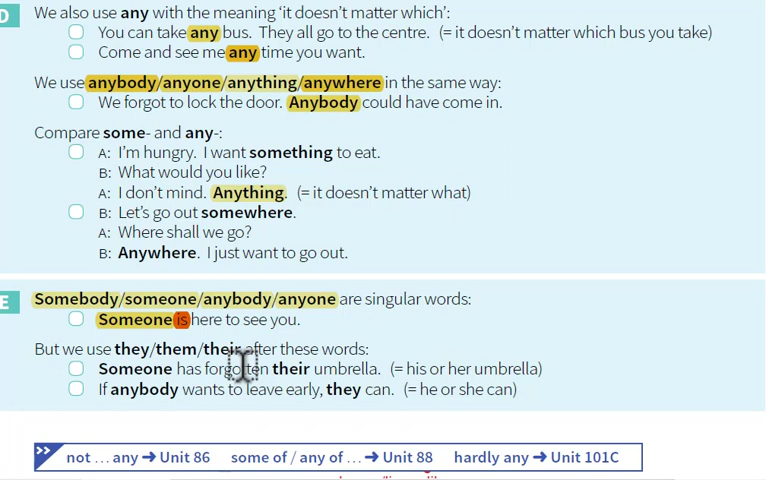 D
We also use any with the meaning 'it doesn't matter which':
You can take any bus. They all go to the centre. (= it doesn't matter which bus you take)
Come and see me any time you want.
We use anybody/anyone/anything/anywhere in the same way:
We forgot to lock the door. Anybody could have come in.
Compare some- and any-:
A: I'm hungry. I want something to eat.
B: What would you like?
A: I don't mind. Anything. (= it doesn't matter what)
B: Let's go out somewhere.
A: Where shall we go?
B: Anywhere. I just want to go out.
E
Somebody/someone/anybody/anyone are singular words:
Someone is here to see you.
But we use they/them/their after these words:
Someone has forgotten their umbrella. (= his or her umbrella)
If anybody wants to leave early, they can. (= he or she can)
>> not … any ➜ Unit 86 some of / any of … ➜ Unit 88 hardly any ➜ Unit 101C